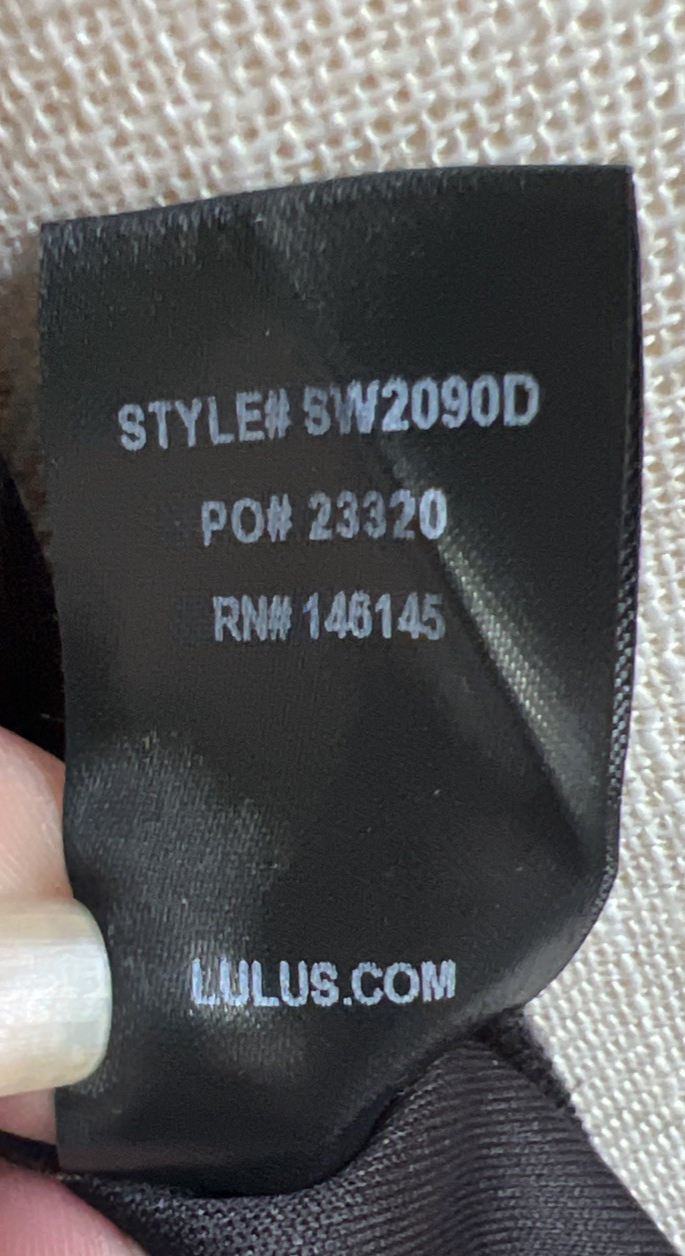 STYLE# SW2090D
PO# 23320
RN# 146145
LULUS.COM